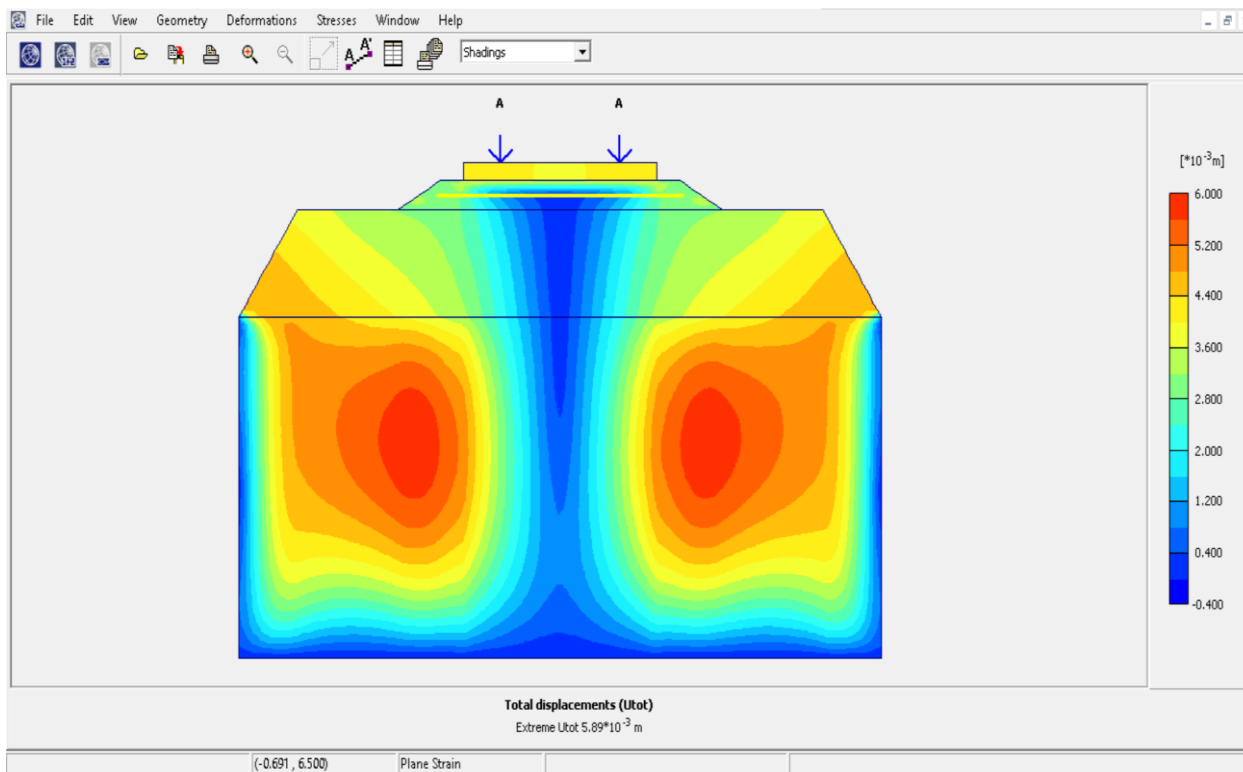 File Edit View Geometry Deformations Stresses Window Help
A A' Shadings
A A
[*10-3m]
6.000
5.200
4.400
3.600
2.800
2.000
1.200
0.400
-0.400
Total displacements (Utot)
Extreme Utot 5.89*10-3 m
(-0.691 , 6.500) Plane Strain